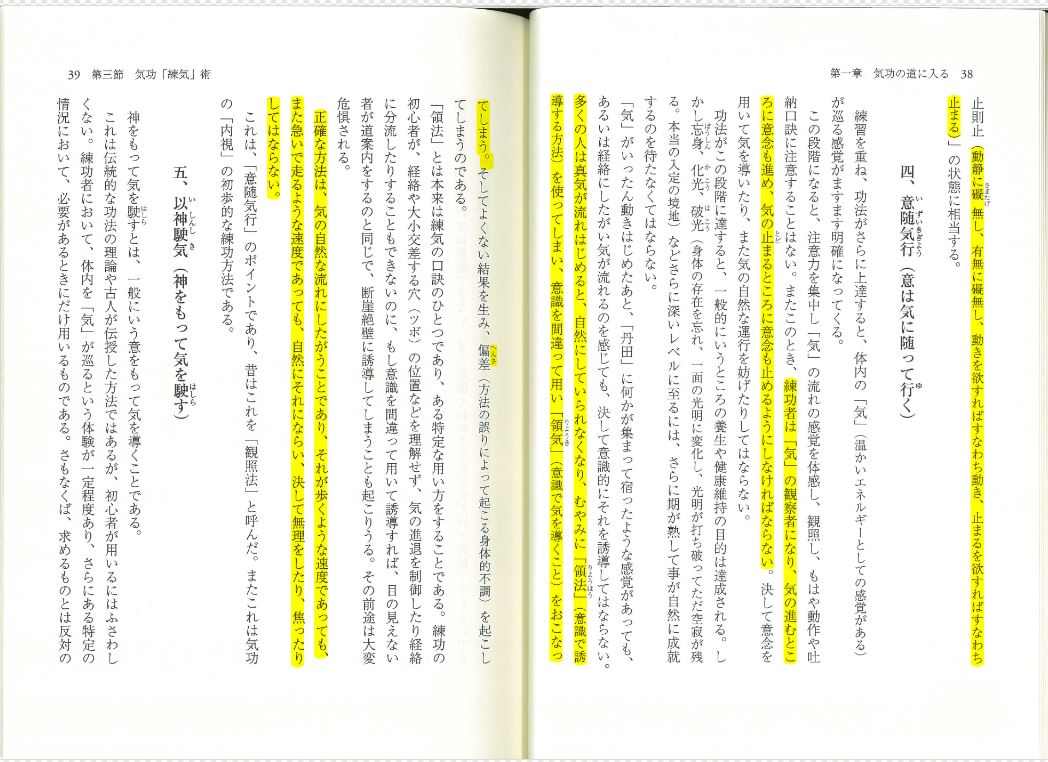 第一章　気功の道に入る　38
止則止（動静に礙無し、有無に礙無し、動きを欲すればすなわち動き、止まるを欲すればすなわち
止まる）」の状態に相当する。
四、意随気行（意は気に随って行く）
練習を重ね、功法がさらに上達すると、体内の「気」（温かいエネルギーとしての感覚がある）
が巡る感覚がますます明確になってくる。
この段階になると、注意力を集中し「気」の流れの感覚を体感し、観照し、もはや動作や吐
納口訣に注意することはない。またこのとき、練功者は「気」の観察者になり、気の進むとこ
ろに意念も進め、気の止まるところに意念も止めるようにしなければならない。決して意念を
用いて気を導いたり、また気の自然な運行を妨げたりしてはならない。
功法がこの段階に達すると、一般的にいうところの養生や健康維持の目的は達成される。し
かし忘身、化光、破光（身体の存在を忘れ、一面の光明に変化し、光明が打ち破ってただ空寂が残
る。本当の入定の境地）などさらに深いレベルに至るには、さらに期が熟して事が自然に成就
するのを待たなくてはならない。
「気」がいったん動きはじめたあと、「丹田」に何かが集まって宿ったような感覚があっても、
あるいは経絡にしたがい気が流れるのを感じても、決して意識的にそれを誘導してはならない。
多くの人は真気が流れはじめると、自然にしていられなくなり、むやみに「領法」（意識で誘
導する方法）を使ってしまい、意識を間違って用い、「領気」（意識で気を導くこと）をおこなっ
39　第三節　気功「練気」術
てしまう。そしてよくない結果を生み、偏差（方法の誤りによって起こる身体的不調）を起こし
てしまうのである。
「領法」とは本来は練気の口訣のひとつであり、ある特定な用い方をすることである。練功の
初心者が、経絡や大小交差する穴（ツボ）の位置などを理解せず、気の進退を制御したり経絡
に分流したりすることもできないのに、もし意識を間違って用いて誘導すれば、目の見えない
者が道案内をするのと同じで、断崖絶壁に誘導してしまうことも起こりうる。その前途は大変
危惧される。
正確な方法は、気の自然な流れにしたがうことであり、それが歩くような速度であっても、
また急いで走るような速度であっても、自然にそれにならい、決して無理をしたり、焦ったり
してはならない。
これは、「意随気行」のポイントであり、昔はこれを「観照法」と呼んだ。またこれは気功
の「内視」の初歩的な練功方法である。
五、以神駛気（神をもって気を駛す）
神をもって気を駛すとは、一般にいう意をもって気を導くことである。
これは伝統的な功法の理論や古人が伝授した方法ではあるが、初心者が用いるにはふさわし
くない。練功者において、体内を「気」が巡るという体験が一定程度あり、さらにある特定の
情況において、必要があるときにだけ用いるものである。さもなくば、求めるものとは反対の